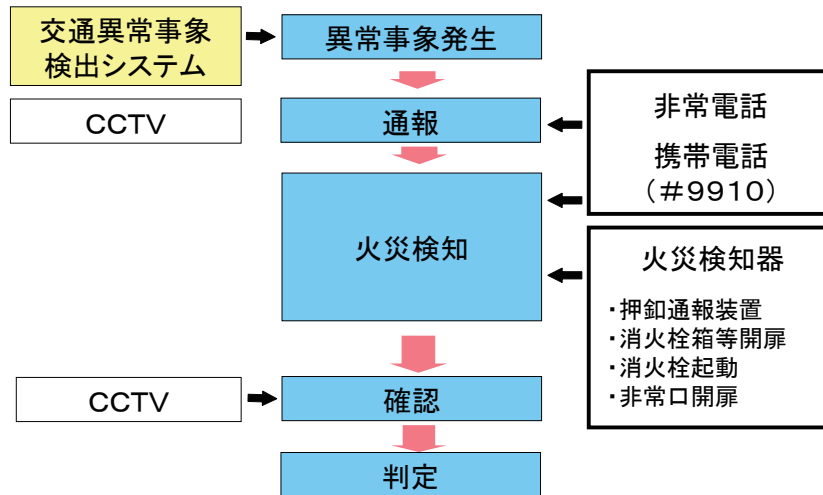 交通異常事象
検出システム
異常事象発生
CCTV
通報
非常電話
携帯電話
(#9910)
火災検知
火災検知器
・押釦通報装置
・消火栓箱等開扉
・消火栓起動
・非常口開扉
CCTV
確認
判定